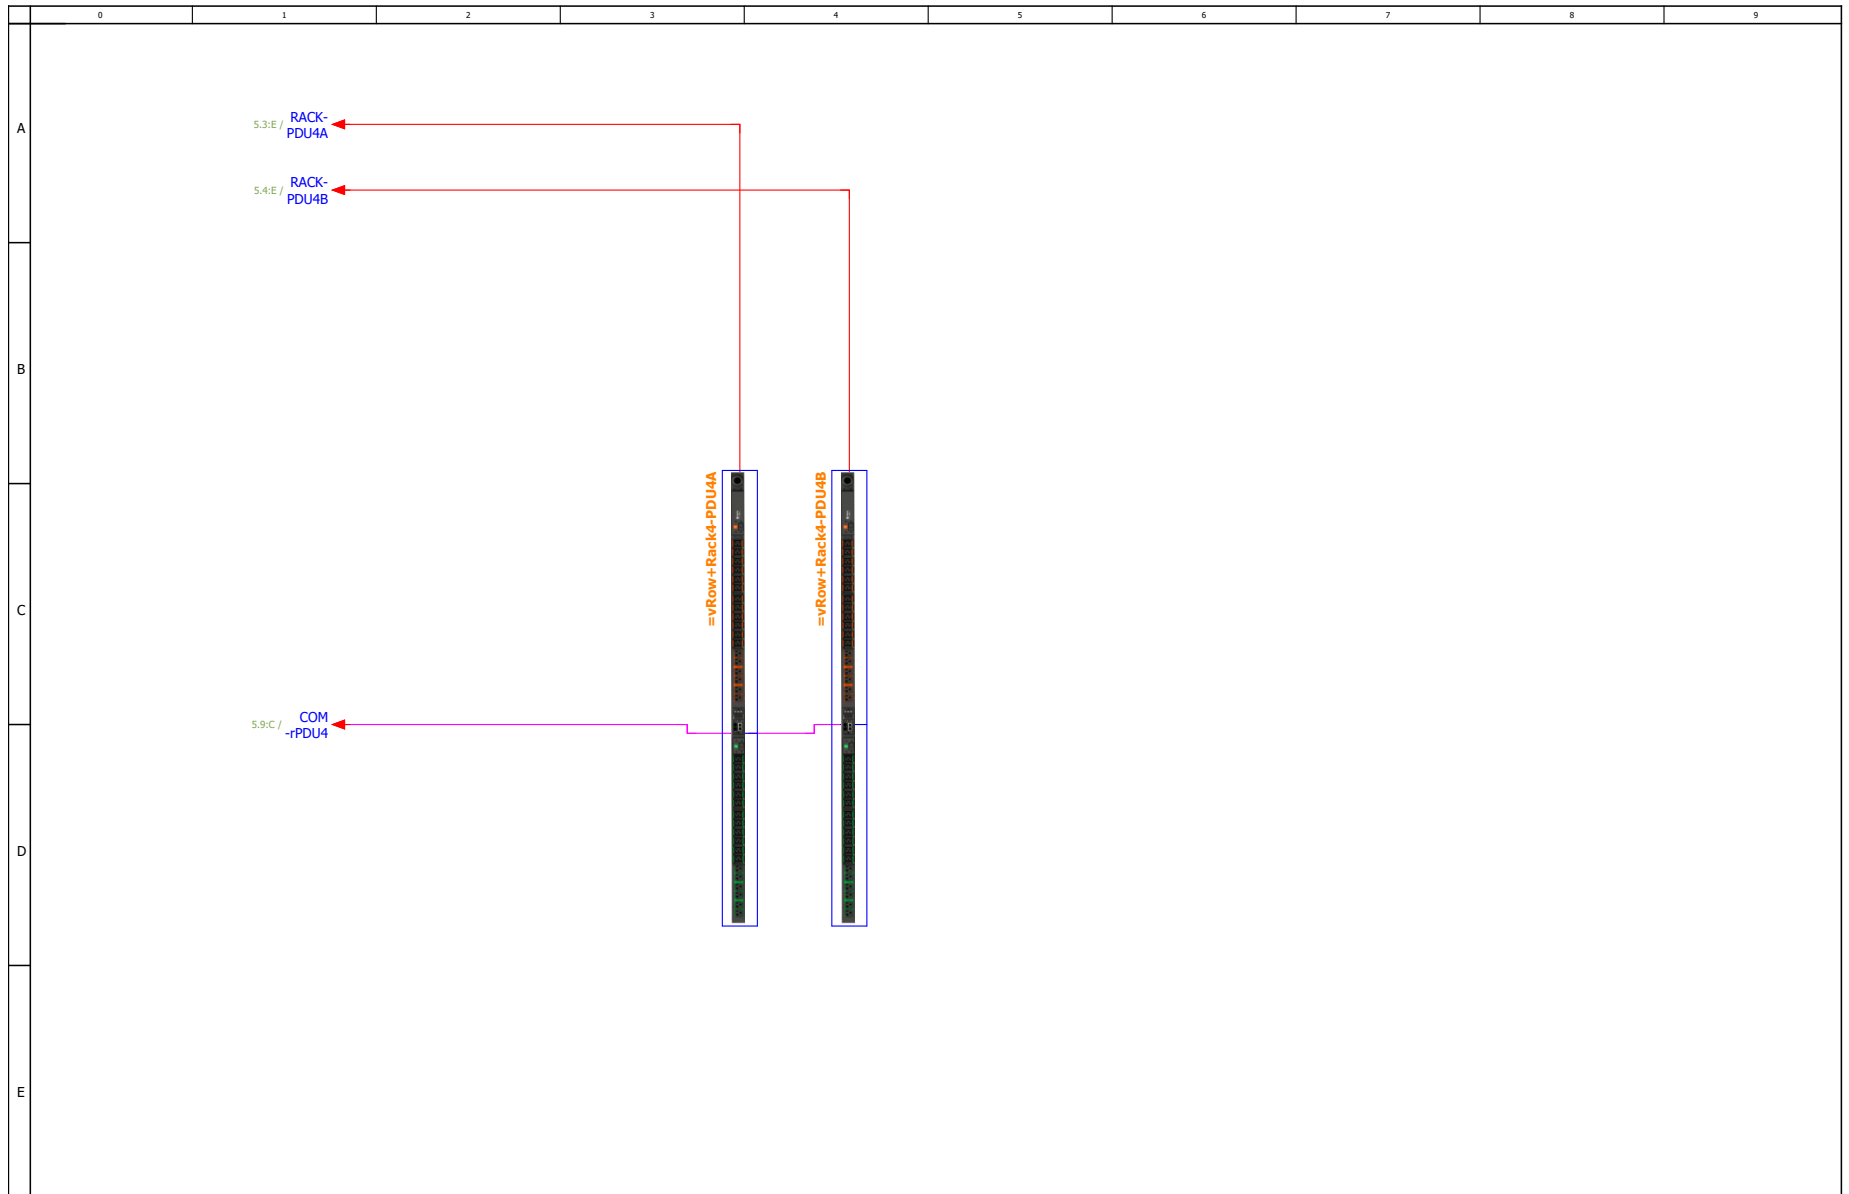 0 1 2 3 4 5 6 7 8 9
A
5.3:E / RACK-
PDU4A
5.4:E / RACK-
PDU4B
B
=vRow+Rack4-PDU4A
=vRow+Rack4-PDU4B
C
5.9:C / COM
-rPDU4
D
E